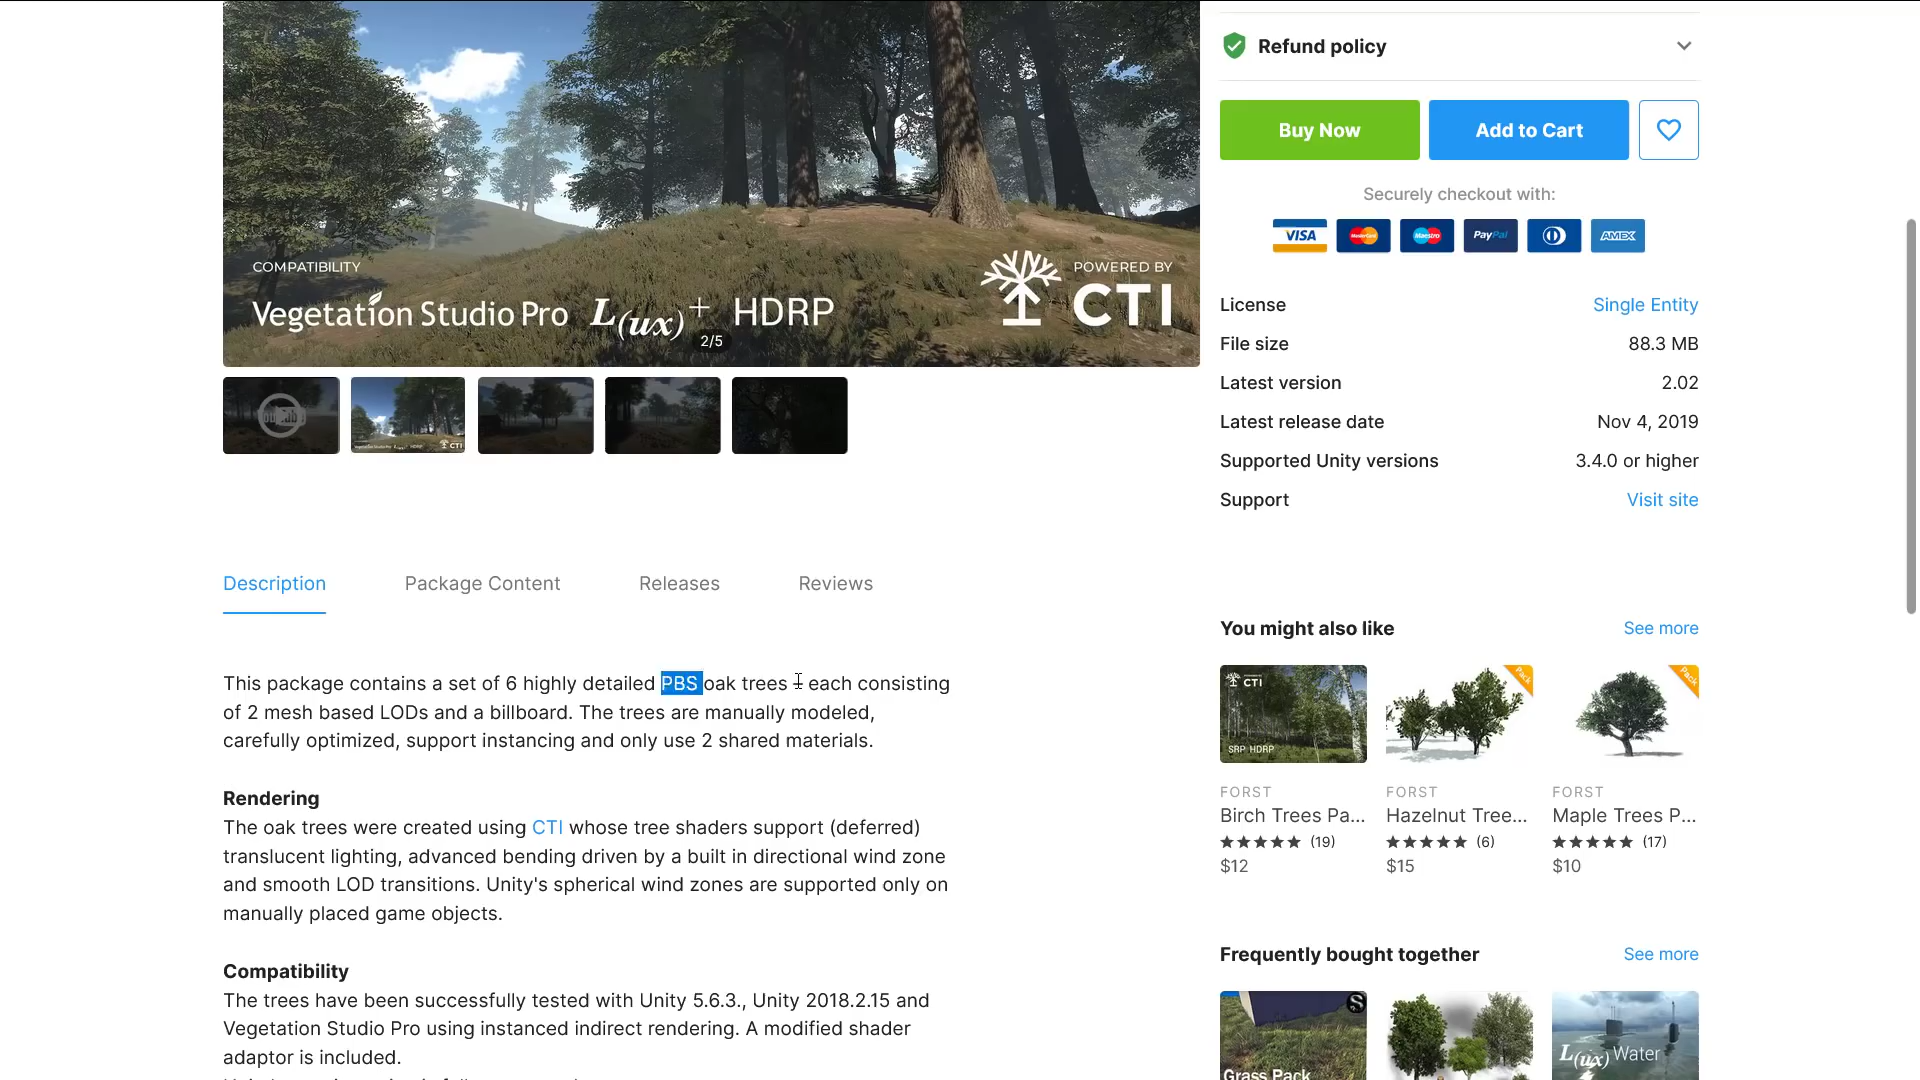 COMPATIBILITY
Vegetation Studio Pro L(ux)+ HDRP
POWERED BY
CTI
2/5
CTI
Description
Package Content
Releases
Reviews
This package contains a set of 6 highly detailed PBS oak trees – each consisting
of 2 mesh based LODs and a billboard. The trees are manually modeled,
carefully optimized, support instancing and only use 2 shared materials.
Rendering
The oak trees were created using CTI whose tree shaders support (deferred)
translucent lighting, advanced bending driven by a built in directional wind zone
and smooth LOD transitions. Unity's spherical wind zones are supported only on
manually placed game objects.
Compatibility
The trees have been successfully tested with Unity 5.6.3., Unity 2018.2.15 and
Vegetation Studio Pro using instanced indirect rendering. A modified shader
adaptor is included.
Refund policy
Buy Now
Add to Cart
Securely checkout with:
VISA
MasterCard
Maestro
PayPal
AMEX
License
Single Entity
File size
88.3 MB
Latest version
2.02
Latest release date
Nov 4, 2019
Supported Unity versions
3.4.0 or higher
Support
Visit site
You might also like
See more
CTI
SRP HDRP
Pack
Pack
FORST
Birch Trees Pa...
★★★★★ (19)
$12
FORST
Hazelnut Tree...
★★★★★ (6)
$15
FORST
Maple Trees P...
★★★★★ (17)
$10
Frequently bought together
See more
S
Grass Pack
L(ux) Water